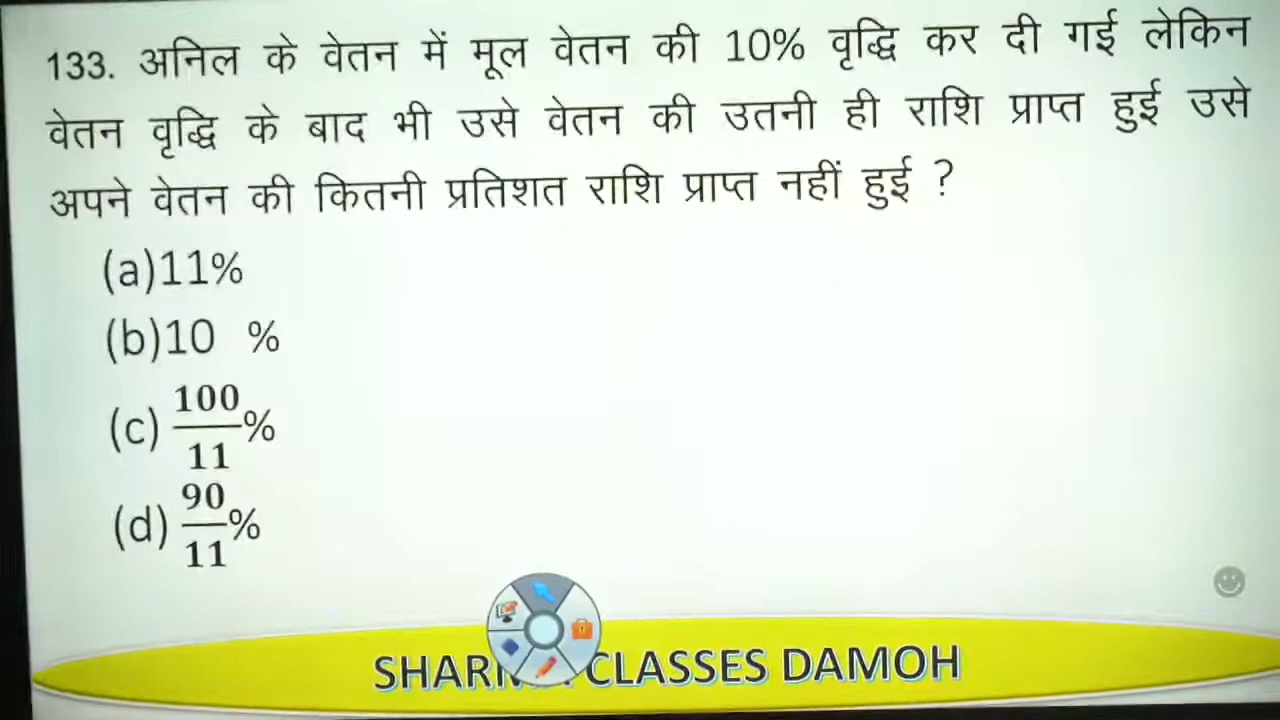 133. अनिल के वेतन में मूल वेतन की 10% वृद्धि कर दी गई लेकिन
वेतन वृद्धि के बाद भी उसे वेतन की उतनी ही राशि प्राप्त हुई उसे
अपने वेतन की कितनी प्रतिशत राशि प्राप्त नहीं हुई ?
(a)11%
(b)10 %
(c) 100/11%
(d) 90/11%
CLASSES DAMOH